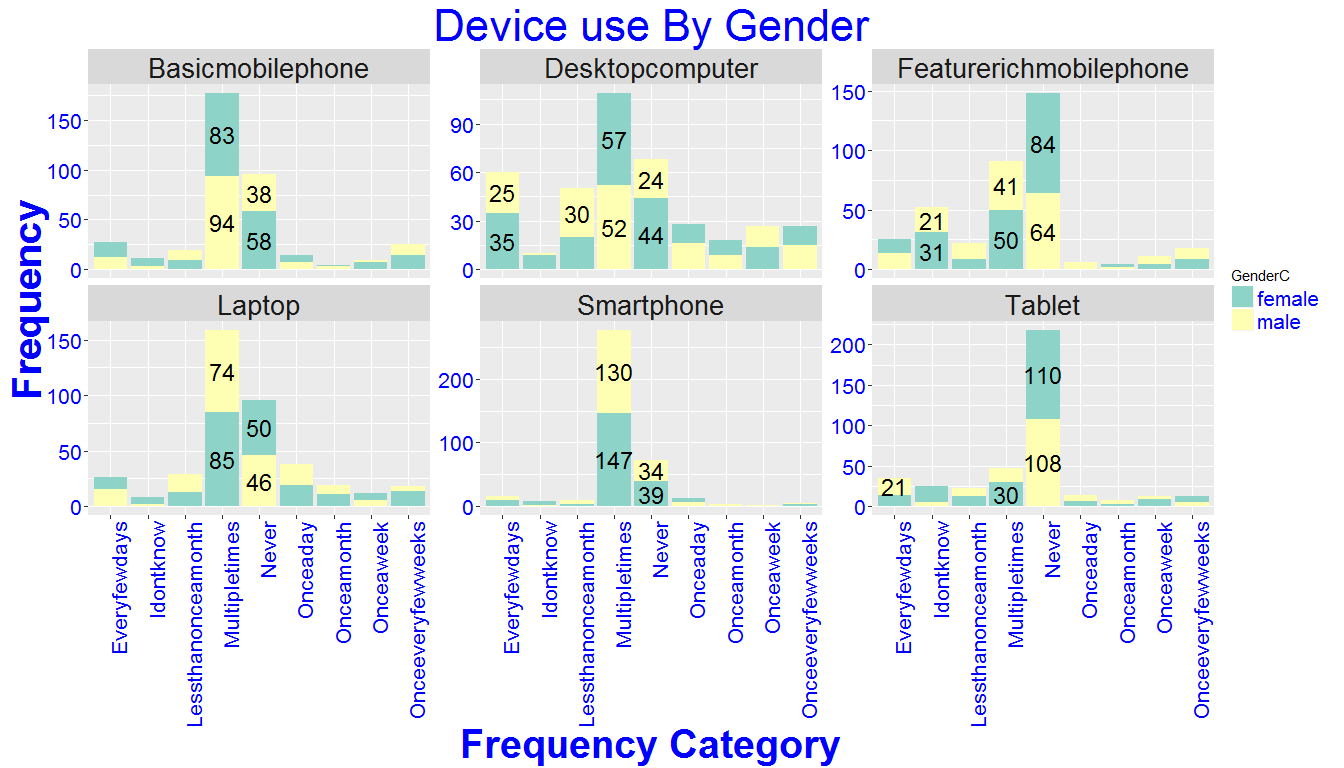 Device use By Gender
Basicmobilephone
Desktopcomputer
Featurerichmobilephone
150
100
50
0
83
94
38
58
90
60
30
0
25
35
30
57
52
24
44
150
100
50
0
21
31
41
50
84
64
Frequency
Laptop
Smartphone
Tablet
150
100
50
0
74
85
50
46
200
100
0
130
147
34
39
200
150
100
50
0
21
30
110
108
Everyfewdays
Idontknow
Lessthanonceamonth
Multipletimes
Never
Onceaday
Onceamonth
Onceaweek
Onceeveryfewweeks
Everyfewdays
Idontknow
Lessthanonceamonth
Multipletimes
Never
Onceaday
Onceamonth
Onceaweek
Onceeveryfewweeks
Everyfewdays
Idontknow
Lessthanonceamonth
Multipletimes
Never
Onceaday
Onceamonth
Onceaweek
Onceeveryfewweeks
Frequency Category
GenderC
female
male